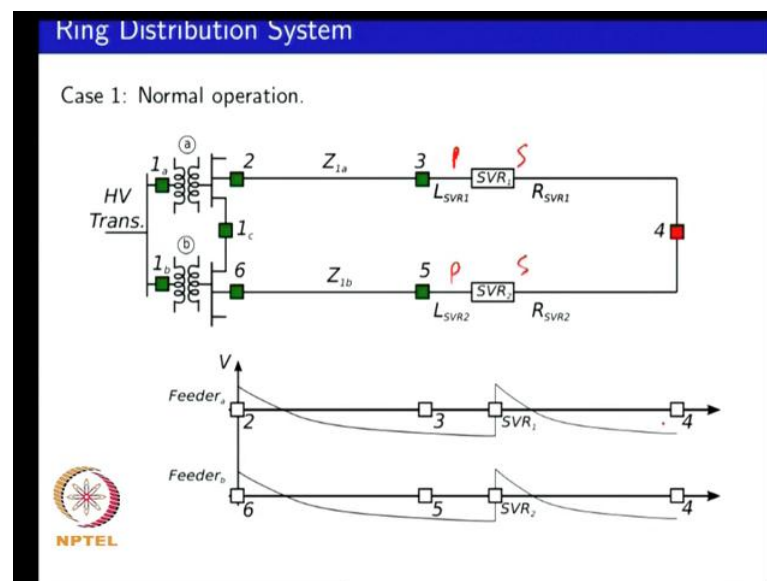 Ring Distribution System
Case 1: Normal operation.
HV
Trans.
1a
a
2
Z1a
3
P
S
LSVR1
SVR1
RSVR1
1c
4
1b
b
6
Z1b
5
P
S
LSVR2
SVR2
RSVR2
V
Feedera
2
3
SVR1
4
Feederb
6
5
SVR2
4
NPTEL